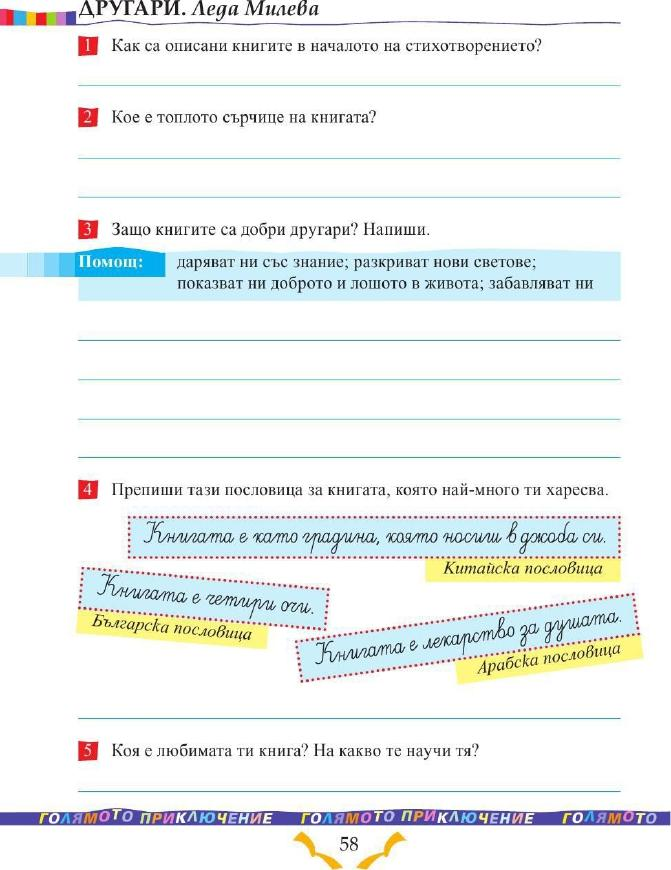 ДРУГАРИ. Леда Милева
1 Как са описани книгите в началото на стихотворението?
2 Кое е топлото сърчице на книгата?
3 Защо книгите са добри другари? Напиши.
Помощ: даряват ни със знание; разкриват нови светове;
показват ни доброто и лошото в живота; забавляват ни
4 Препиши тази пословица за книгата, която най-много ти харесва.
Книгата е като градина, която носиш в джоба си.
Китайска пословица
Книгата е четири очи.
Българска пословица
Книгата е лекарство за душата.
Арабска пословица
5 Коя е любимата ти книга? На какво те научи тя?
ГОЛЯМОТО ПРИКЛЮЧЕНИЕ ГОЛЯМОТО ПРИКЛЮЧЕНИЕ ГОЛЯМОТО
58